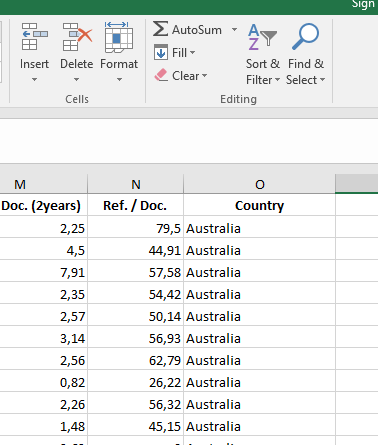 Sign
Insert Delete Format
Cells
AutoSum
Fill
Clear
Sort & Filter
Find & Select
Editing
M N O
Doc. (2years) Ref. / Doc. Country
2,25 79,5 Australia
4,5 44,91 Australia
7,91 57,58 Australia
2,35 54,42 Australia
2,57 50,14 Australia
3,14 56,93 Australia
2,56 62,79 Australia
0,82 26,22 Australia
2,26 56,32 Australia
1,48 45,15 Australia